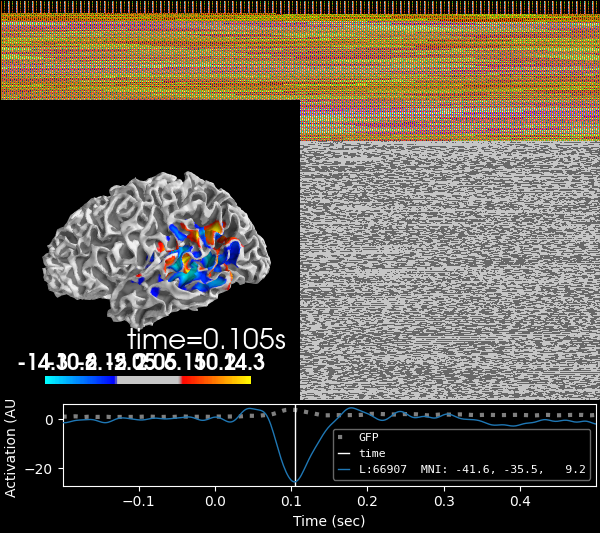 time=0.105s
Activation (AU
0
−20
GFP
time
L:66907 MNI: -41.6, -35.5, 9.2
−0.1 0.0 0.1 0.2 0.3 0.4
Time (sec)